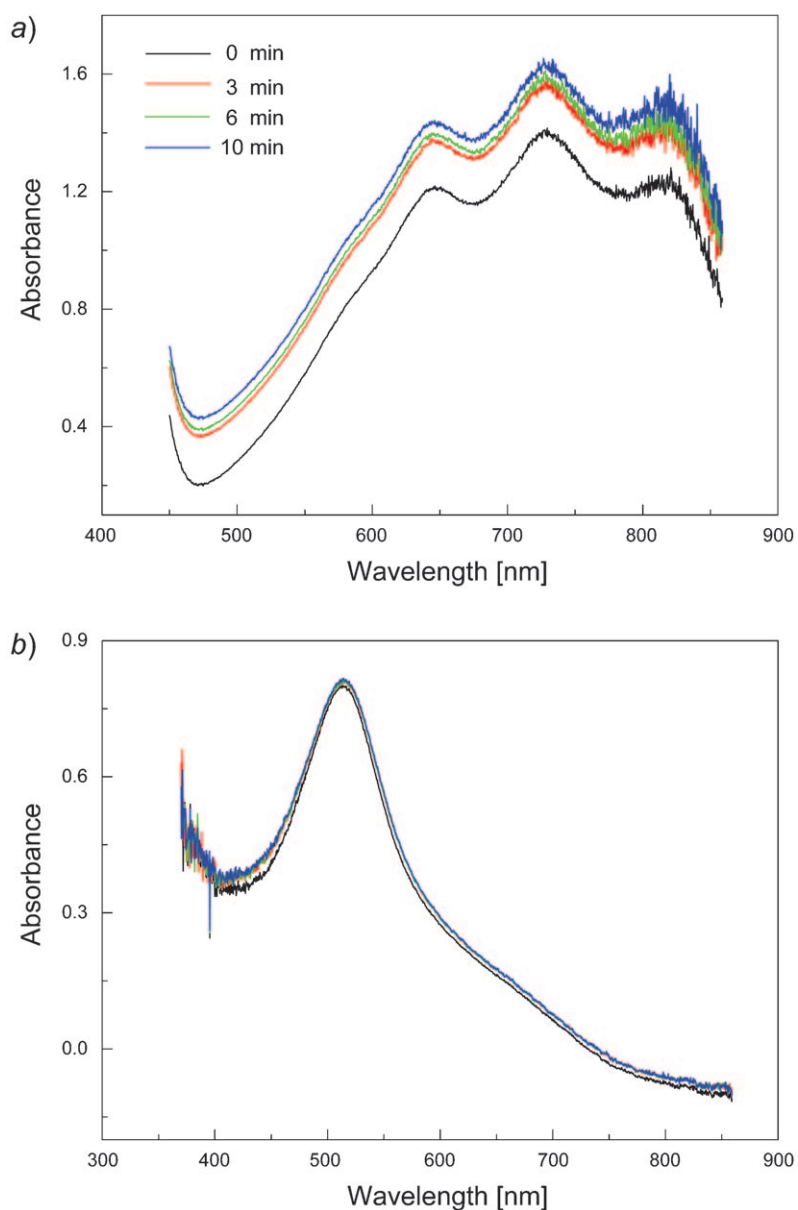 a)
0 min
3 min
6 min
10 min
1.6
1.2
0.8
0.4
Absorbance
400 500 600 700 800 900
Wavelength [nm]
b)
0.9
0.6
0.3
0.0
Absorbance
300 400 500 600 700 800 900
Wavelength [nm]